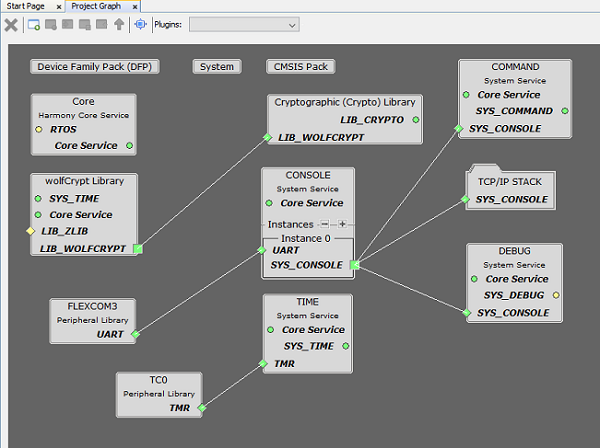 Start Page x Project Graph x
Plugins:
Device Family Pack (DFP) System CMSIS Pack
Core
Harmony Core Service
RTOS
Core Service
Cryptographic (Crypto) Library
LIB_CRYPTO
LIB_WOLFCRYPT
COMMAND
System Service
Core Service
SYS_COMMAND
SYS_CONSOLE
wolfCrypt Library
SYS_TIME
Core Service
LIB_ZLIB
LIB_WOLFCRYPT
CONSOLE
System Service
Core Service
Instances
Instance 0
UART
SYS_CONSOLE
TCP/IP STACK
SYS_CONSOLE
DEBUG
System Service
Core Service
SYS_DEBUG
SYS_CONSOLE
FLEXCOM3
Peripheral Library
UART
TIME
System Service
Core Service
SYS_TIME
TMR
TC0
Peripheral Library
TMR